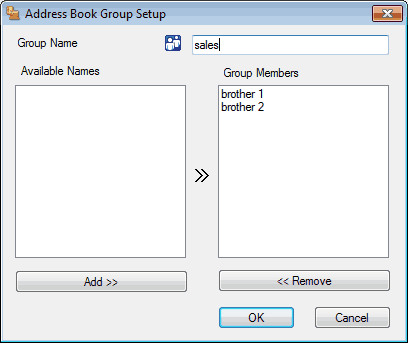 Address Book Group Setup
Group Name
sales
Available Names
Group Members
brother 1
brother 2
Add >>
<< Remove
OK
Cancel